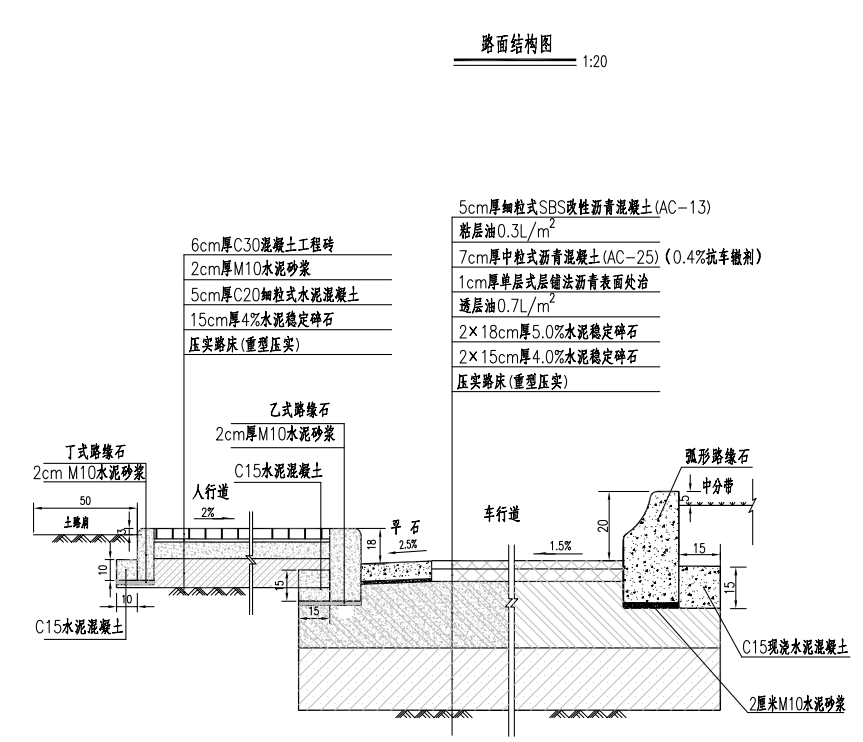 路面结构图
1:20
5cm厚细粒式SBS改性沥青混凝土(AC-13)
粘层油0.3L/m²
7cm厚中粒式沥青混凝土(AC-25)(0.4%抗车辙剂)
1cm厚单层式层铺法沥青表面处治
透层油0.7L/m²
2×18cm厚5.0%水泥稳定碎石
2×15cm厚4.0%水泥稳定碎石
压实路床(重型压实)
6cm厚C30混凝土工程砖
2cm厚M10水泥砂浆
5cm厚C20细粒式水泥混凝土
15cm厚4%水泥稳定碎石
压实路床(重型压实)
乙式路缘石
2cm厚M10水泥砂浆
C15水泥混凝土
丁式路缘石
2cm M10水泥砂浆
50
土路肩
人行道
2%
平 石
2.5%
18
车行道
1.5%
20
弧形路缘石
中分带
5
15
15
10
10
15
15
C15水泥混凝土
C15现浇水泥混凝土
2厘米M10水泥砂浆